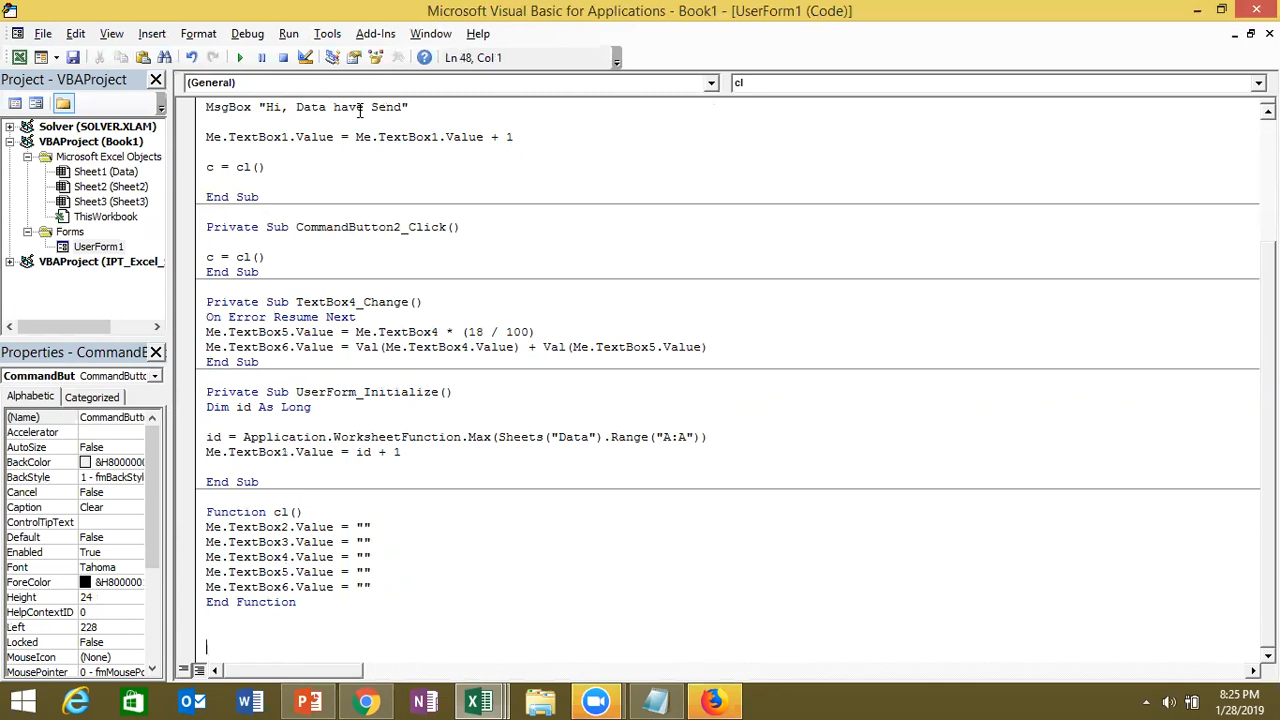 Microsoft Visual Basic for Applications - Book1 - [UserForm1 (Code)]
File Edit View Insert Format Debug Run Tools Add-Ins Window Help
Ln 48, Col 1
Project - VBAProject
(General)
cl
Solver (SOLVER.XLAM)
VBAProject (Book1)
Microsoft Excel Objects
Sheet1 (Data)
Sheet2 (Sheet2)
Sheet3 (Sheet3)
ThisWorkbook
Forms
UserForm1
VBAProject (IPT_Excel_
MsgBox "Hi, Data have Send"
Me.TextBox1.Value = Me.TextBox1.Value + 1
c = cl()
End Sub
Private Sub CommandButton2_Click()
c = cl()
End Sub
Private Sub TextBox4_Change()
On Error Resume Next
Me.TextBox5.Value = Me.TextBox4 * (18 / 100)
Me.TextBox6.Value = Val(Me.TextBox4.Value) + Val(Me.TextBox5.Value)
End Sub
Private Sub UserForm_Initialize()
Dim id As Long
id = Application.WorksheetFunction.Max(Sheets("Data").Range("A:A"))
Me.TextBox1.Value = id + 1
End Sub
Function cl()
Me.TextBox2.Value = ""
Me.TextBox3.Value = ""
Me.TextBox4.Value = ""
Me.TextBox5.Value = ""
Me.TextBox6.Value = ""
End Function
Properties - CommandB
CommandBut CommandButto
Alphabetic Categorized
(Name) CommandButt
Accelerator
AutoSize False
BackColor &H800000
BackStyle 1 - fmBackStyl
Cancel False
Caption Clear
ControlTipText
Default False
Enabled True
Font Tahoma
ForeColor &H800000
Height 24
HelpContextID 0
Left 228
Locked False
MouseIcon (None)
MousePointer 0 - fmMousePo
8:25 PM
1/28/2019